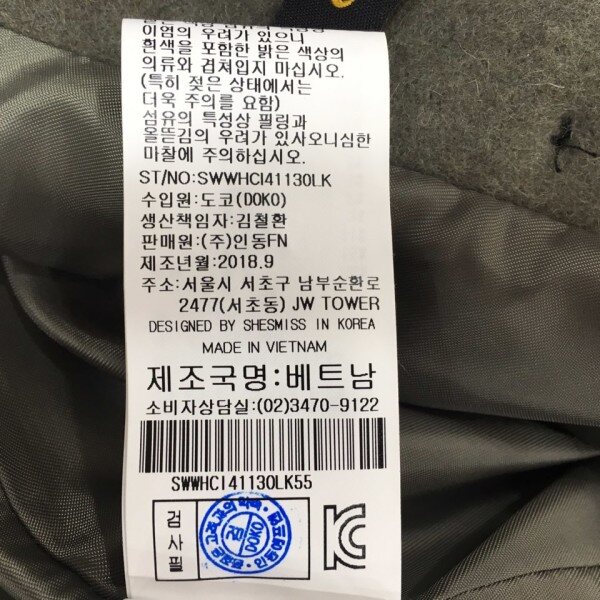 이염의 우려가 있으니
흰색을 포함한 밝은 색상의
의류와 겹쳐입지 마십시오.
(특히 젖은 상태에서는
더욱 주의를 요함)
섬유의 특성상 필링과
올뜯김의 우려가 있사오니심한
마찰에 주의하십시오.
ST/NO:SWWHCI41130LK
수입원:도코(DOKO)
생산책임자:김철환
판매원:(주)인동FN
제조년월:2018.9
주소:서울시 서초구 남부순환로
2477(서초동) JW TOWER
DESIGNED BY SHESMISS IN KOREA
MADE IN VIETNAM
제조국명:베트남
소비자상담실:(02)3470-9122
SWWHCI41130LK55
검사필
DOKO